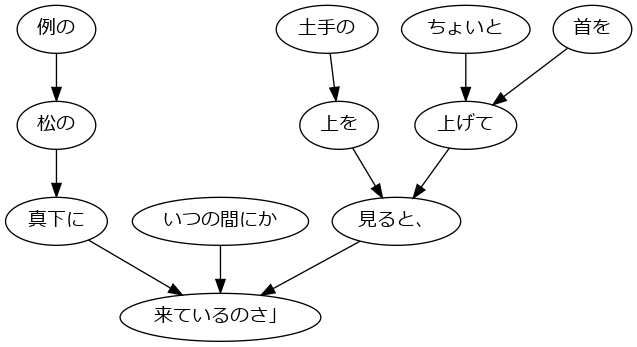 例の
土手の
ちょいと
首を
松の
上を
上げて
真下に
いつの間にか
見ると、
来ているのさ」